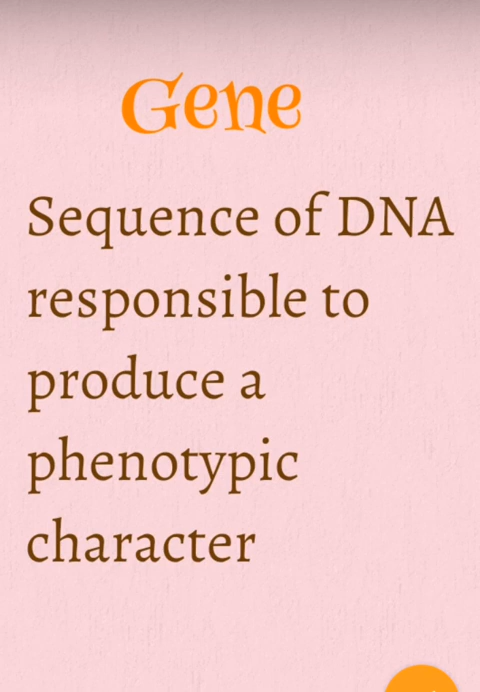 Gene
Sequence of DNA
responsible to
produce a
phenotypic
character